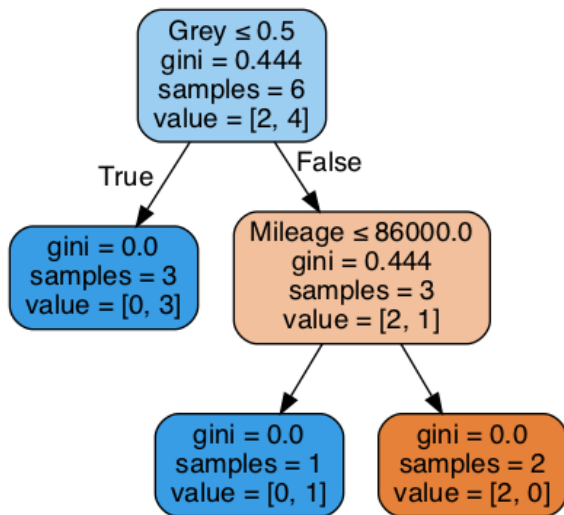 Grey ≤ 0.5
gini = 0.444
samples = 6
value = [2, 4]
True
False
gini = 0.0
samples = 3
value = [0, 3]
Mileage ≤ 86000.0
gini = 0.444
samples = 3
value = [2, 1]
gini = 0.0
samples = 1
value = [0, 1]
gini = 0.0
samples = 2
value = [2, 0]